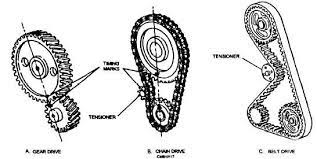 TENSIONER
TIMING
MARKS
TENSIONER
A. GEAR DRIVE
B. CHAIN DRIVE
C. BELT DRIVE